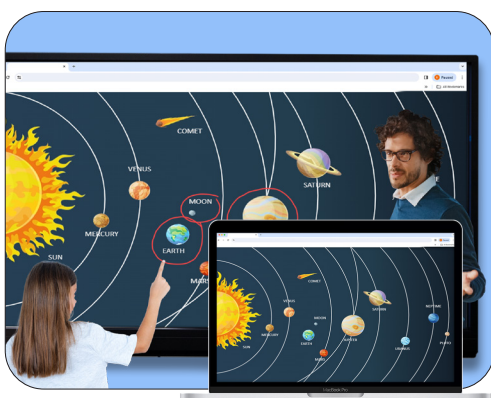 Paused
COMET
VENUS
SATURN
MOON
MERCURY
EARTH
SUN
MARS
E
COMET
VENUS
SATURN
NEPTUNE
MOON
MERCURY
EARTH
JUPITER
URANUS
PLUTO
SUN
MARS
MacBook Pro